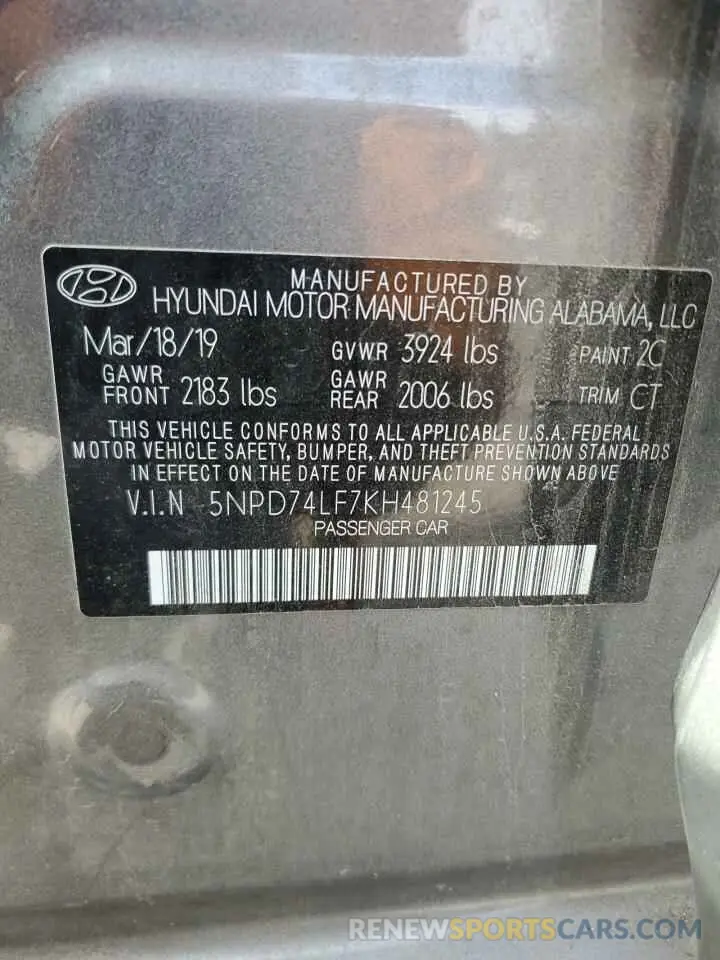 MANUFACTURED BY
HYUNDAI MOTOR MANUFACTURING ALABAMA, LLC
Mar/18/19 GVWR 3924 lbs PAINT 2C
GAWR FRONT 2183 lbs GAWR REAR 2006 lbs TRIM CT
THIS VEHICLE CONFORMS TO ALL APPLICABLE U.S.A. FEDERAL
MOTOR VEHICLE SAFETY, BUMPER, AND THEFT PREVENTION STANDARDS
IN EFFECT ON THE DATE OF MANUFACTURE SHOWN ABOVE
V.I.N 5NPD74LF7KH481245
PASSENGER CAR
RENEWSPORTSCARS.COM